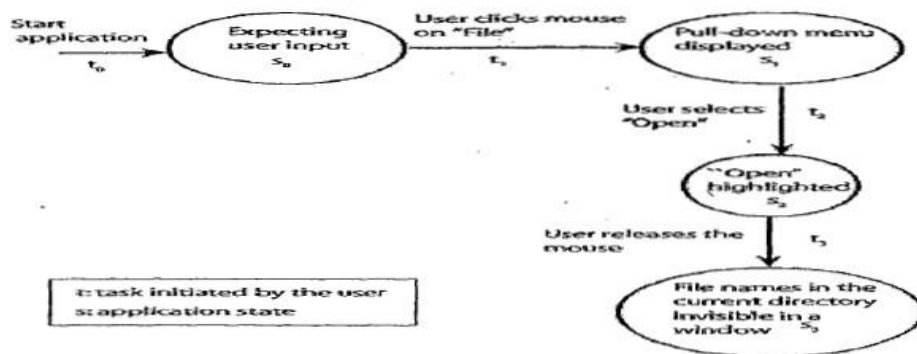 Start
application
t₀
Expecting
user input
s₀
User clicks mouse
on "File"
t₁
Pull-down menu
displayed
s₁
User selects
"Open"
t₂
``Open"
highlighted
s₂
User releases the
mouse
t₃
File names in the
current directory
invisible in a
window s₃
t: task initiated by the user
s: application state